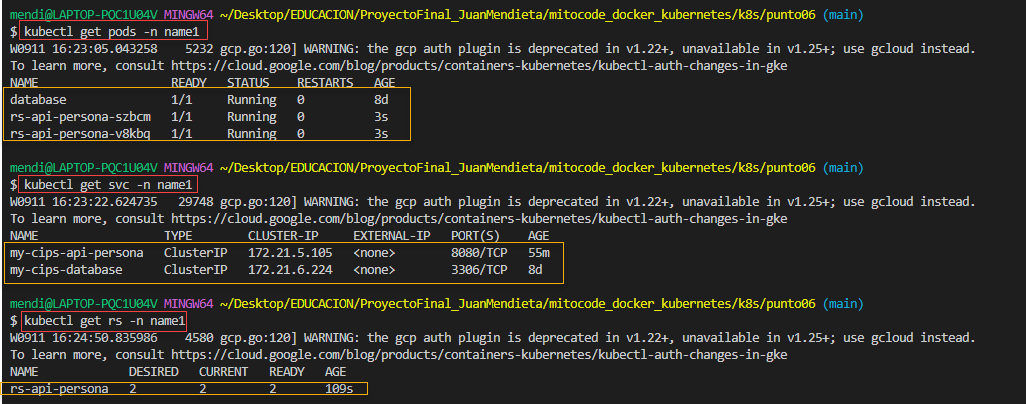 mendi@LAPTOP-PQC1U04V MINGW64 ~/Desktop/EDUCACION/ProyectoFinal_JuanMendieta/mitocode_docker_kubernetes/k8s/punto06 (main)
$ kubectl get pods -n name1
W0911 16:23:05.043258    5232 gcp.go:120] WARNING: the gcp auth plugin is deprecated in v1.22+, unavailable in v1.25+; use gcloud instead.
To learn more, consult https://cloud.google.com/blog/products/containers-kubernetes/kubectl-auth-changes-in-gke
NAME                   READY   STATUS    RESTARTS   AGE
database               1/1     Running   0          8d
rs-api-persona-szbcm   1/1     Running   0          3s
rs-api-persona-v8kbq   1/1     Running   0          3s
mendi@LAPTOP-PQC1U04V MINGW64 ~/Desktop/EDUCACION/ProyectoFinal_JuanMendieta/mitocode_docker_kubernetes/k8s/punto06 (main)
$ kubectl get svc -n name1
W0911 16:23:22.624735   29748 gcp.go:120] WARNING: the gcp auth plugin is deprecated in v1.22+, unavailable in v1.25+; use gcloud instead.
To learn more, consult https://cloud.google.com/blog/products/containers-kubernetes/kubectl-auth-changes-in-gke
NAME                  TYPE        CLUSTER-IP     EXTERNAL-IP   PORT(S)    AGE
my-cips-api-persona   ClusterIP   172.21.5.105   <none>        8080/TCP   55m
my-cips-database      ClusterIP   172.21.6.224   <none>        3306/TCP   8d
mendi@LAPTOP-PQC1U04V MINGW64 ~/Desktop/EDUCACION/ProyectoFinal_JuanMendieta/mitocode_docker_kubernetes/k8s/punto06 (main)
$ kubectl get rs -n name1
W0911 16:24:50.835986    4580 gcp.go:120] WARNING: the gcp auth plugin is deprecated in v1.22+, unavailable in v1.25+; use gcloud instead.
To learn more, consult https://cloud.google.com/blog/products/containers-kubernetes/kubectl-auth-changes-in-gke
NAME             DESIRED   CURRENT   READY   AGE
rs-api-persona   2         2         2       109s